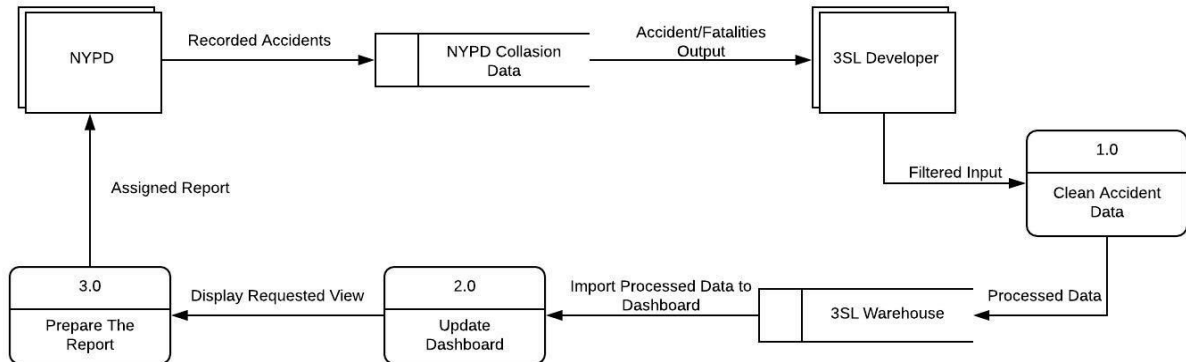 NYPD
Recorded Accidents
NYPD Collasion
Data
Accident/Fatalities
Output
3SL Developer
Filtered Input
1.0
Clean Accident
Data
Assigned Report
3.0
Prepare The
Report
Display Requested View
2.0
Update
Dashboard
Import Processed Data to
Dashboard
3SL Warehouse
Processed Data